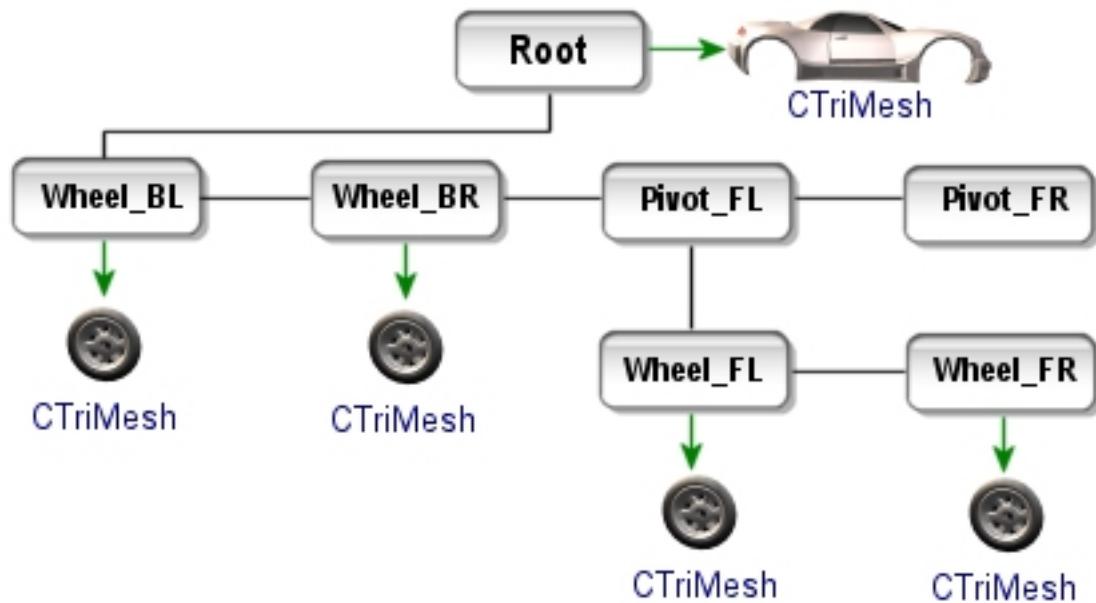 Root
CTriMesh
Wheel_BL
Wheel_BR
Pivot_FL
Pivot_FR
CTriMesh
CTriMesh
Wheel_FL
Wheel_FR
CTriMesh
CTriMesh